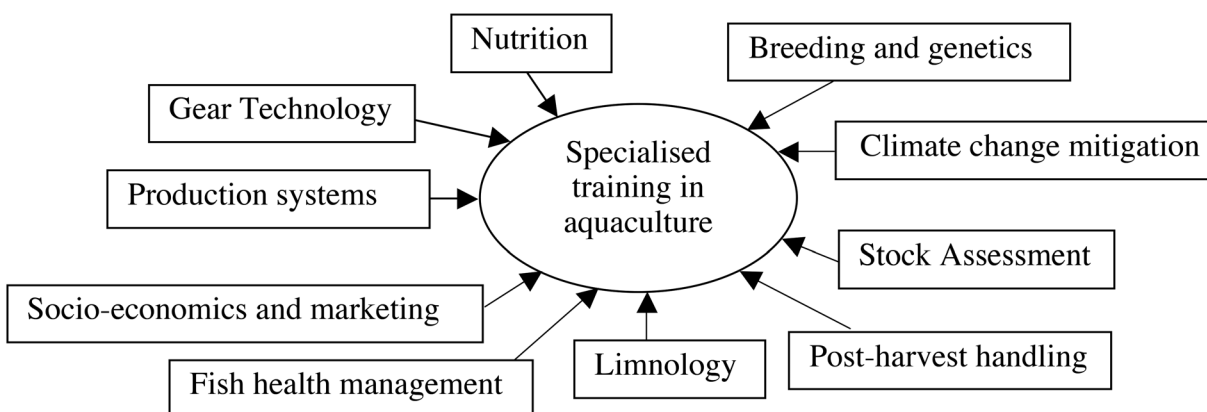 Nutrition
Breeding and genetics
Gear Technology
Climate change mitigation
Specialised
training in
aquaculture
Production systems
Stock Assessment
Socio-economics and marketing
Post-harvest handling
Limnology
Fish health management